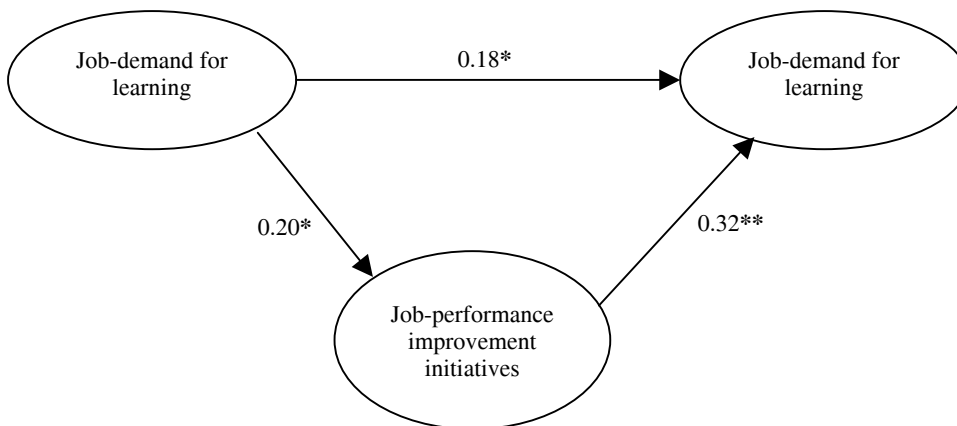 Job-demand for
learning
0.18*
Job-demand for
learning
0.20*
0.32**
Job-performance
improvement
initiatives